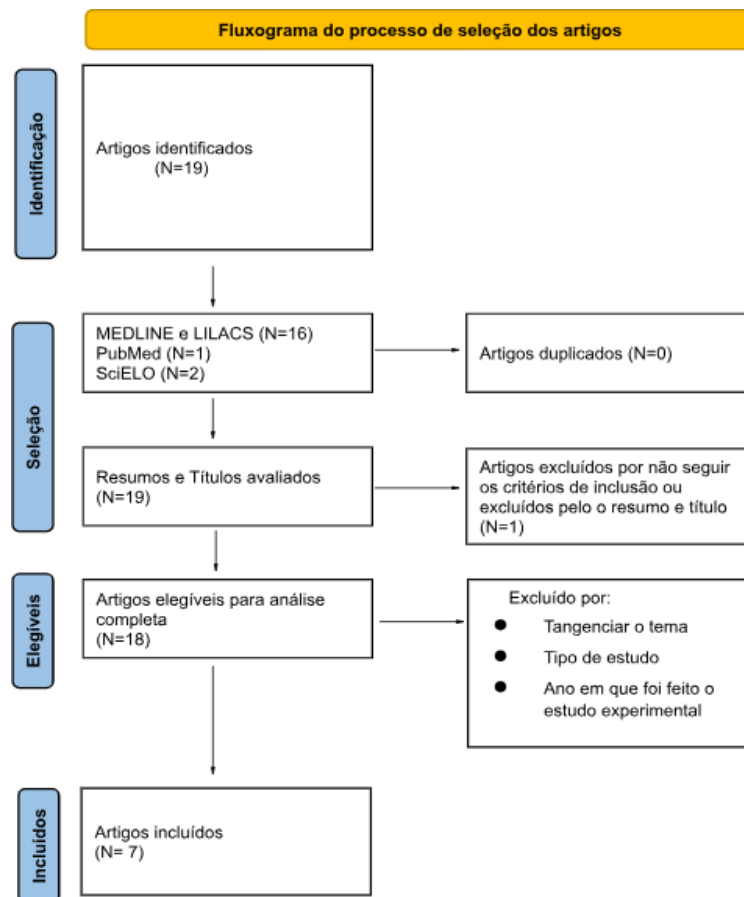 Fluxograma do processo de seleção dos artigos
Identificação
Artigos identificados
(N=19)
Seleção
MEDLINE e LILACS (N=16)
PubMed (N=1)
SciELO (N=2)
Artigos duplicados (N=0)
Resumos e Títulos avaliados
(N=19)
Artigos excluídos por não seguir
os critérios de inclusão ou
excluídos pelo o resumo e título
(N=1)
Elegíveis
Artigos elegíveis para análise
completa
(N=18)
Excluído por:
● Tangenciar o tema
● Tipo de estudo
● Ano em que foi feito o
estudo experimental
Incluídos
Artigos incluídos
(N= 7)